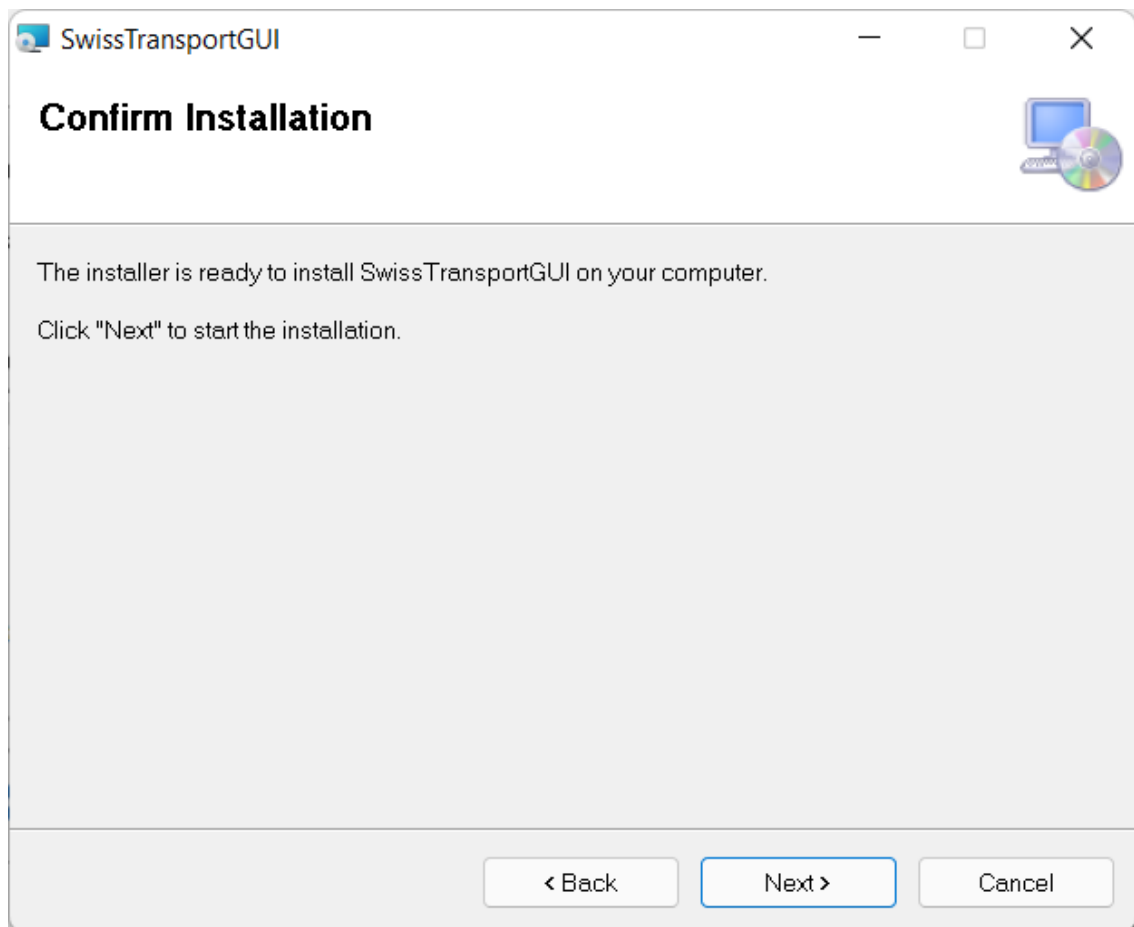 SwissTransportGUI
Confirm Installation
The installer is ready to install SwissTransportGUI on your computer.
Click "Next" to start the installation.
< Back
Next >
Cancel